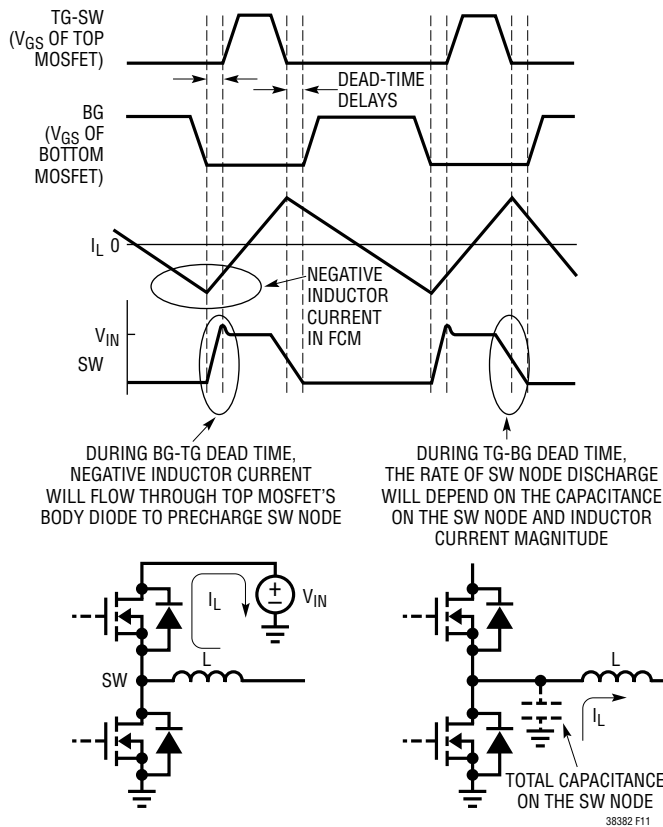 TG-SW
(VGS OF TOP
MOSFET)
DEAD-TIME
DELAYS
BG
(VGS OF
BOTTOM
MOSFET)
IL 0
NEGATIVE
INDUCTOR
CURRENT
IN FCM
VIN
SW
DURING BG-TG DEAD TIME,
NEGATIVE INDUCTOR CURRENT
WILL FLOW THROUGH TOP MOSFET'S
BODY DIODE TO PRECHARGE SW NODE
DURING TG-BG DEAD TIME,
THE RATE OF SW NODE DISCHARGE
WILL DEPEND ON THE CAPACITANCE
ON THE SW NODE AND INDUCTOR
CURRENT MAGNITUDE
IL
+
–
VIN
L
SW
L
IL
TOTAL CAPACITANCE
ON THE SW NODE
38382 F11